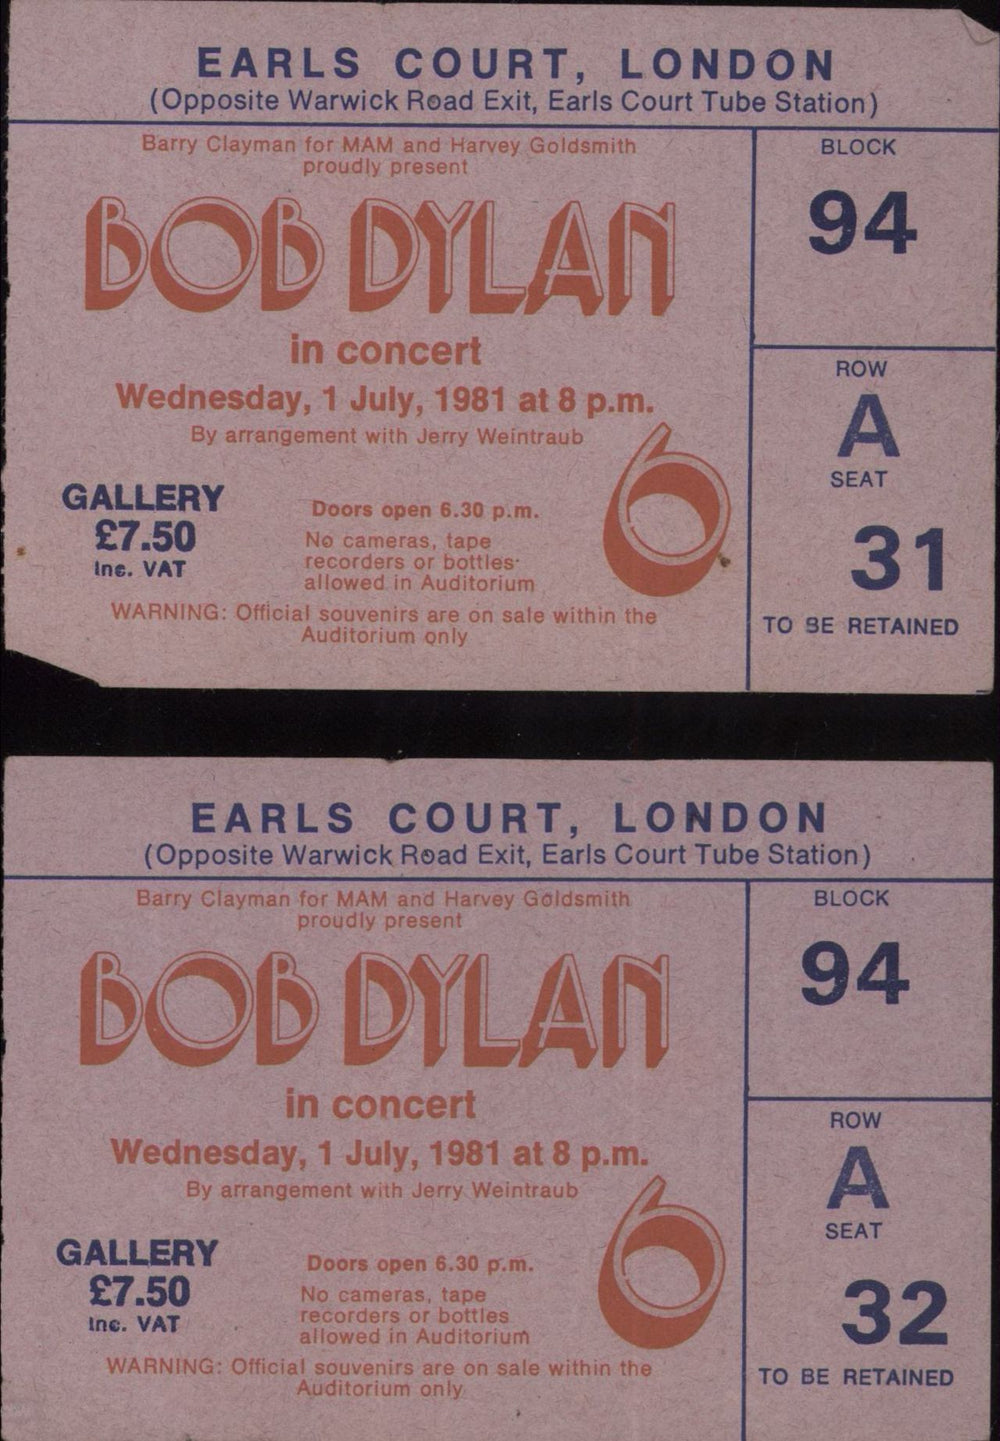 EARLS COURT, LONDON
(Opposite Warwick Road Exit, Earls Court Tube Station)
Barry Clayman for MAM and Harvey Goldsmith
proudly present
BOB DYLAN
in concert
Wednesday, 1 July, 1981 at 8 p.m.
By arrangement with Jerry Weintraub
GALLERY
£7.50
Inc. VAT
Doors open 6.30 p.m.
No cameras, tape
recorders or bottles
allowed in Auditorium
6
WARNING: Official souvenirs are on sale within the
Auditorium only
BLOCK
94
ROW
A
SEAT
31
TO BE RETAINED
EARLS COURT, LONDON
(Opposite Warwick Road Exit, Earls Court Tube Station)
Barry Clayman for MAM and Harvey Goldsmith
proudly present
BOB DYLAN
in concert
Wednesday, 1 July, 1981 at 8 p.m.
By arrangement with Jerry Weintraub
GALLERY
£7.50
Inc. VAT
Doors open 6.30 p.m.
No cameras, tape
recorders or bottles
allowed in Auditorium
6
WARNING: Official souvenirs are on sale within the
Auditorium only
BLOCK
94
ROW
A
SEAT
32
TO BE RETAINED